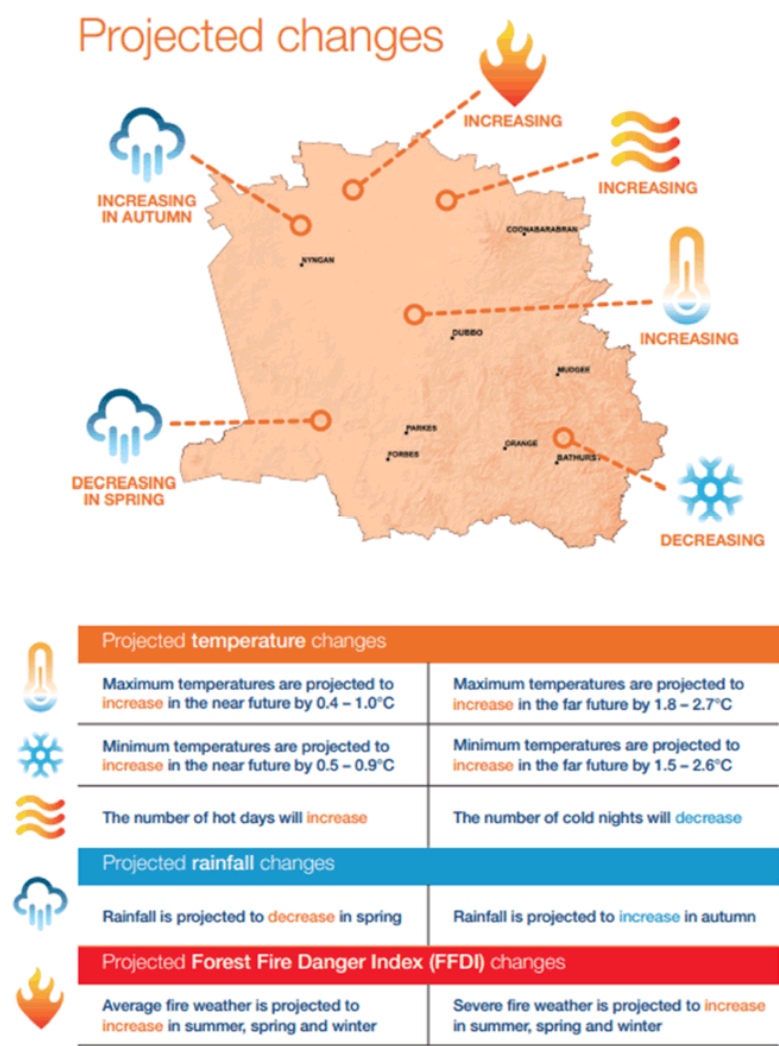 Projected changes
INCREASING
INCREASING
IN AUTUMN
INCREASING
COONABARABRAN
NYNGAN
INCREASING
DUBBO
MUDGEE
DECREASING
IN SPRING
PARKES
FORBES
ORANGE
BATHURST
DECREASING
Projected temperature changes
Maximum temperatures are projected to
increase in the near future by 0.4 – 1.0°C
Maximum temperatures are projected to
increase in the far future by 1.8 – 2.7°C
Minimum temperatures are projected to
increase in the near future by 0.5 – 0.9°C
Minimum temperatures are projected to
increase in the far future by 1.5 – 2.6°C
The number of hot days will increase
The number of cold nights will decrease
Projected rainfall changes
Rainfall is projected to decrease in spring
Rainfall is projected to increase in autumn
Projected Forest Fire Danger Index (FFDI) changes
Average fire weather is projected to
increase in summer, spring and winter
Severe fire weather is projected to increase
in summer, spring and winter